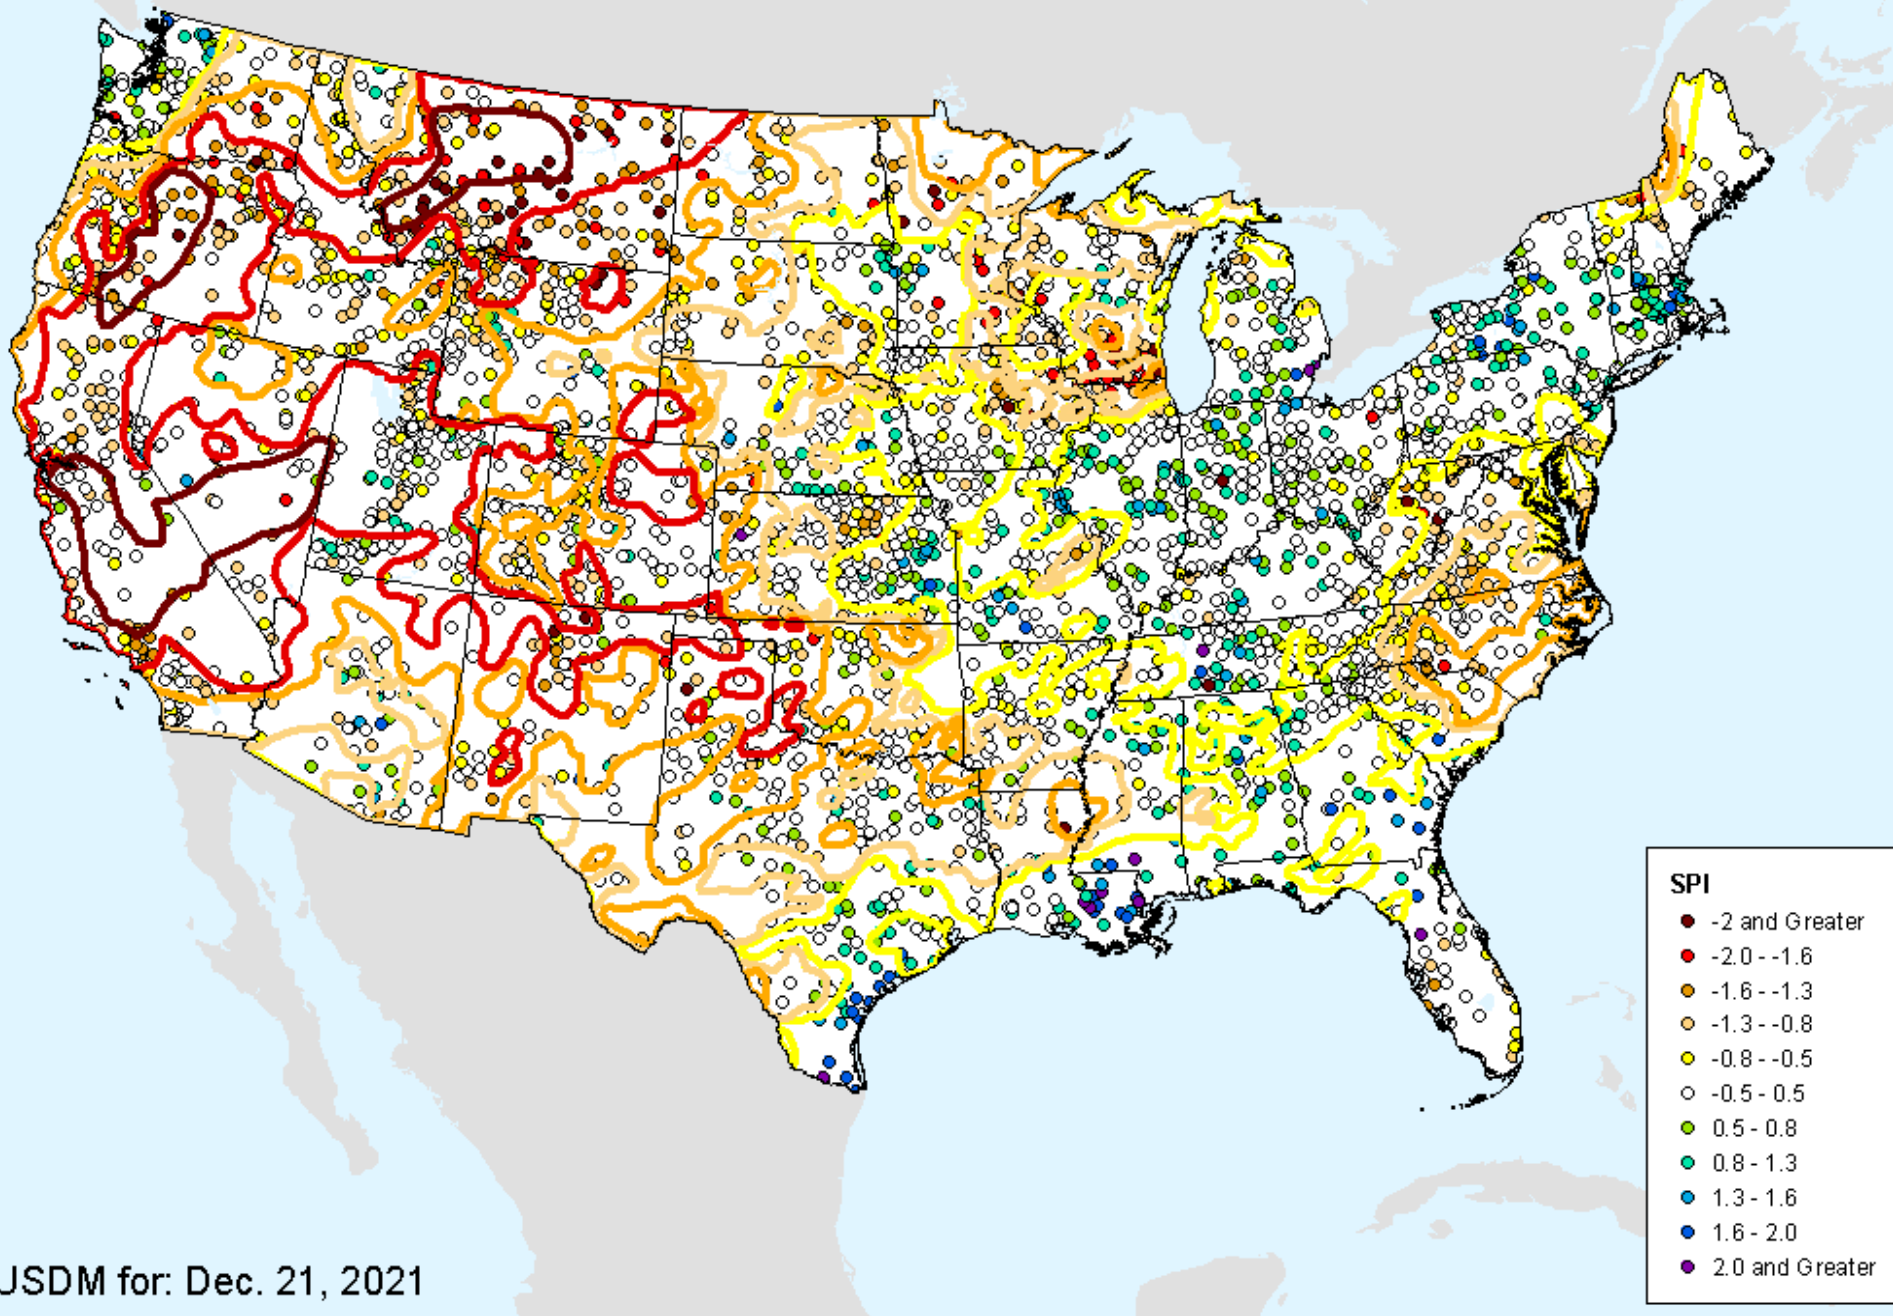 SPI
-2 and Greater
-2.0 - -1.6
-1.6 - -1.3
-1.3 - -0.8
-0.8 - -0.5
-0.5 - 0.5
0.5 - 0.8
0.8 - 1.3
1.3 - 1.6
1.6 - 2.0
2.0 and Greater
JSDM for: Dec. 21, 2021